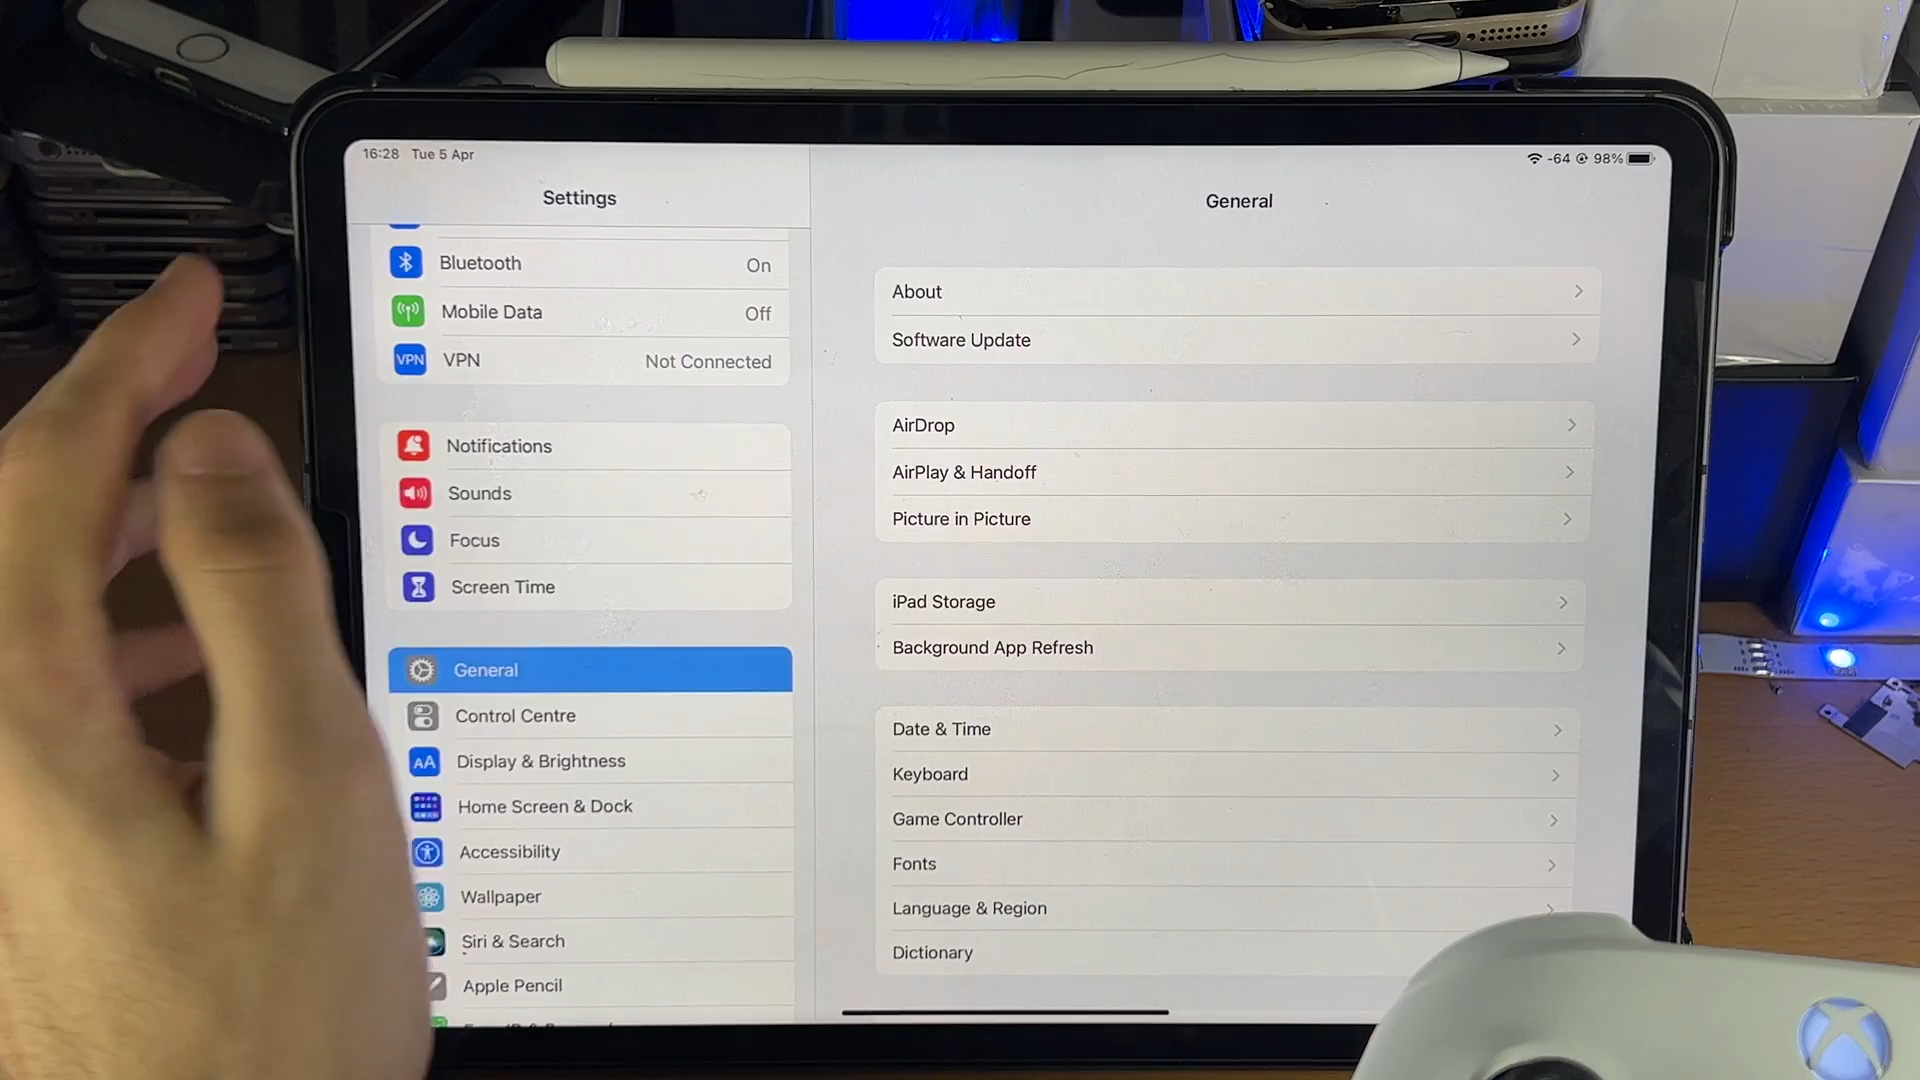 16:28 Tue 5 Apr
-64 98%
Settings
Bluetooth On
Mobile Data Off
VPN VPN Not Connected
Notifications
Sounds
Focus
Screen Time
General
Control Centre
AA Display & Brightness
Home Screen & Dock
Accessibility
Wallpaper
Siri & Search
Apple Pencil
General
About
Software Update
AirDrop
AirPlay & Handoff
Picture in Picture
iPad Storage
Background App Refresh
Date & Time
Keyboard
Game Controller
Fonts
Language & Region
Dictionary